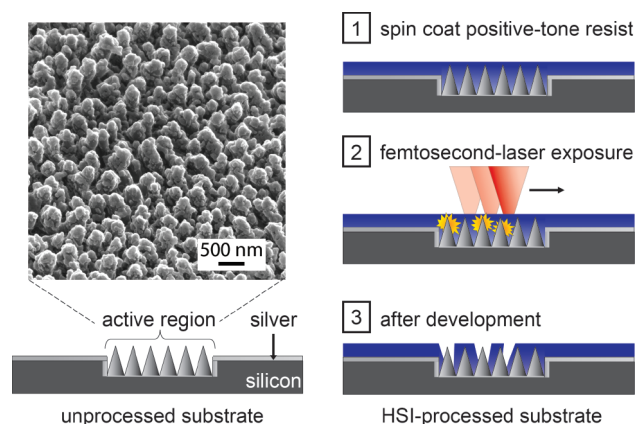 1 spin coat positive-tone resist
2 femtosecond-laser exposure
500 nm
active region silver
3 after development
silicon
unprocessed substrate
HSI-processed substrate